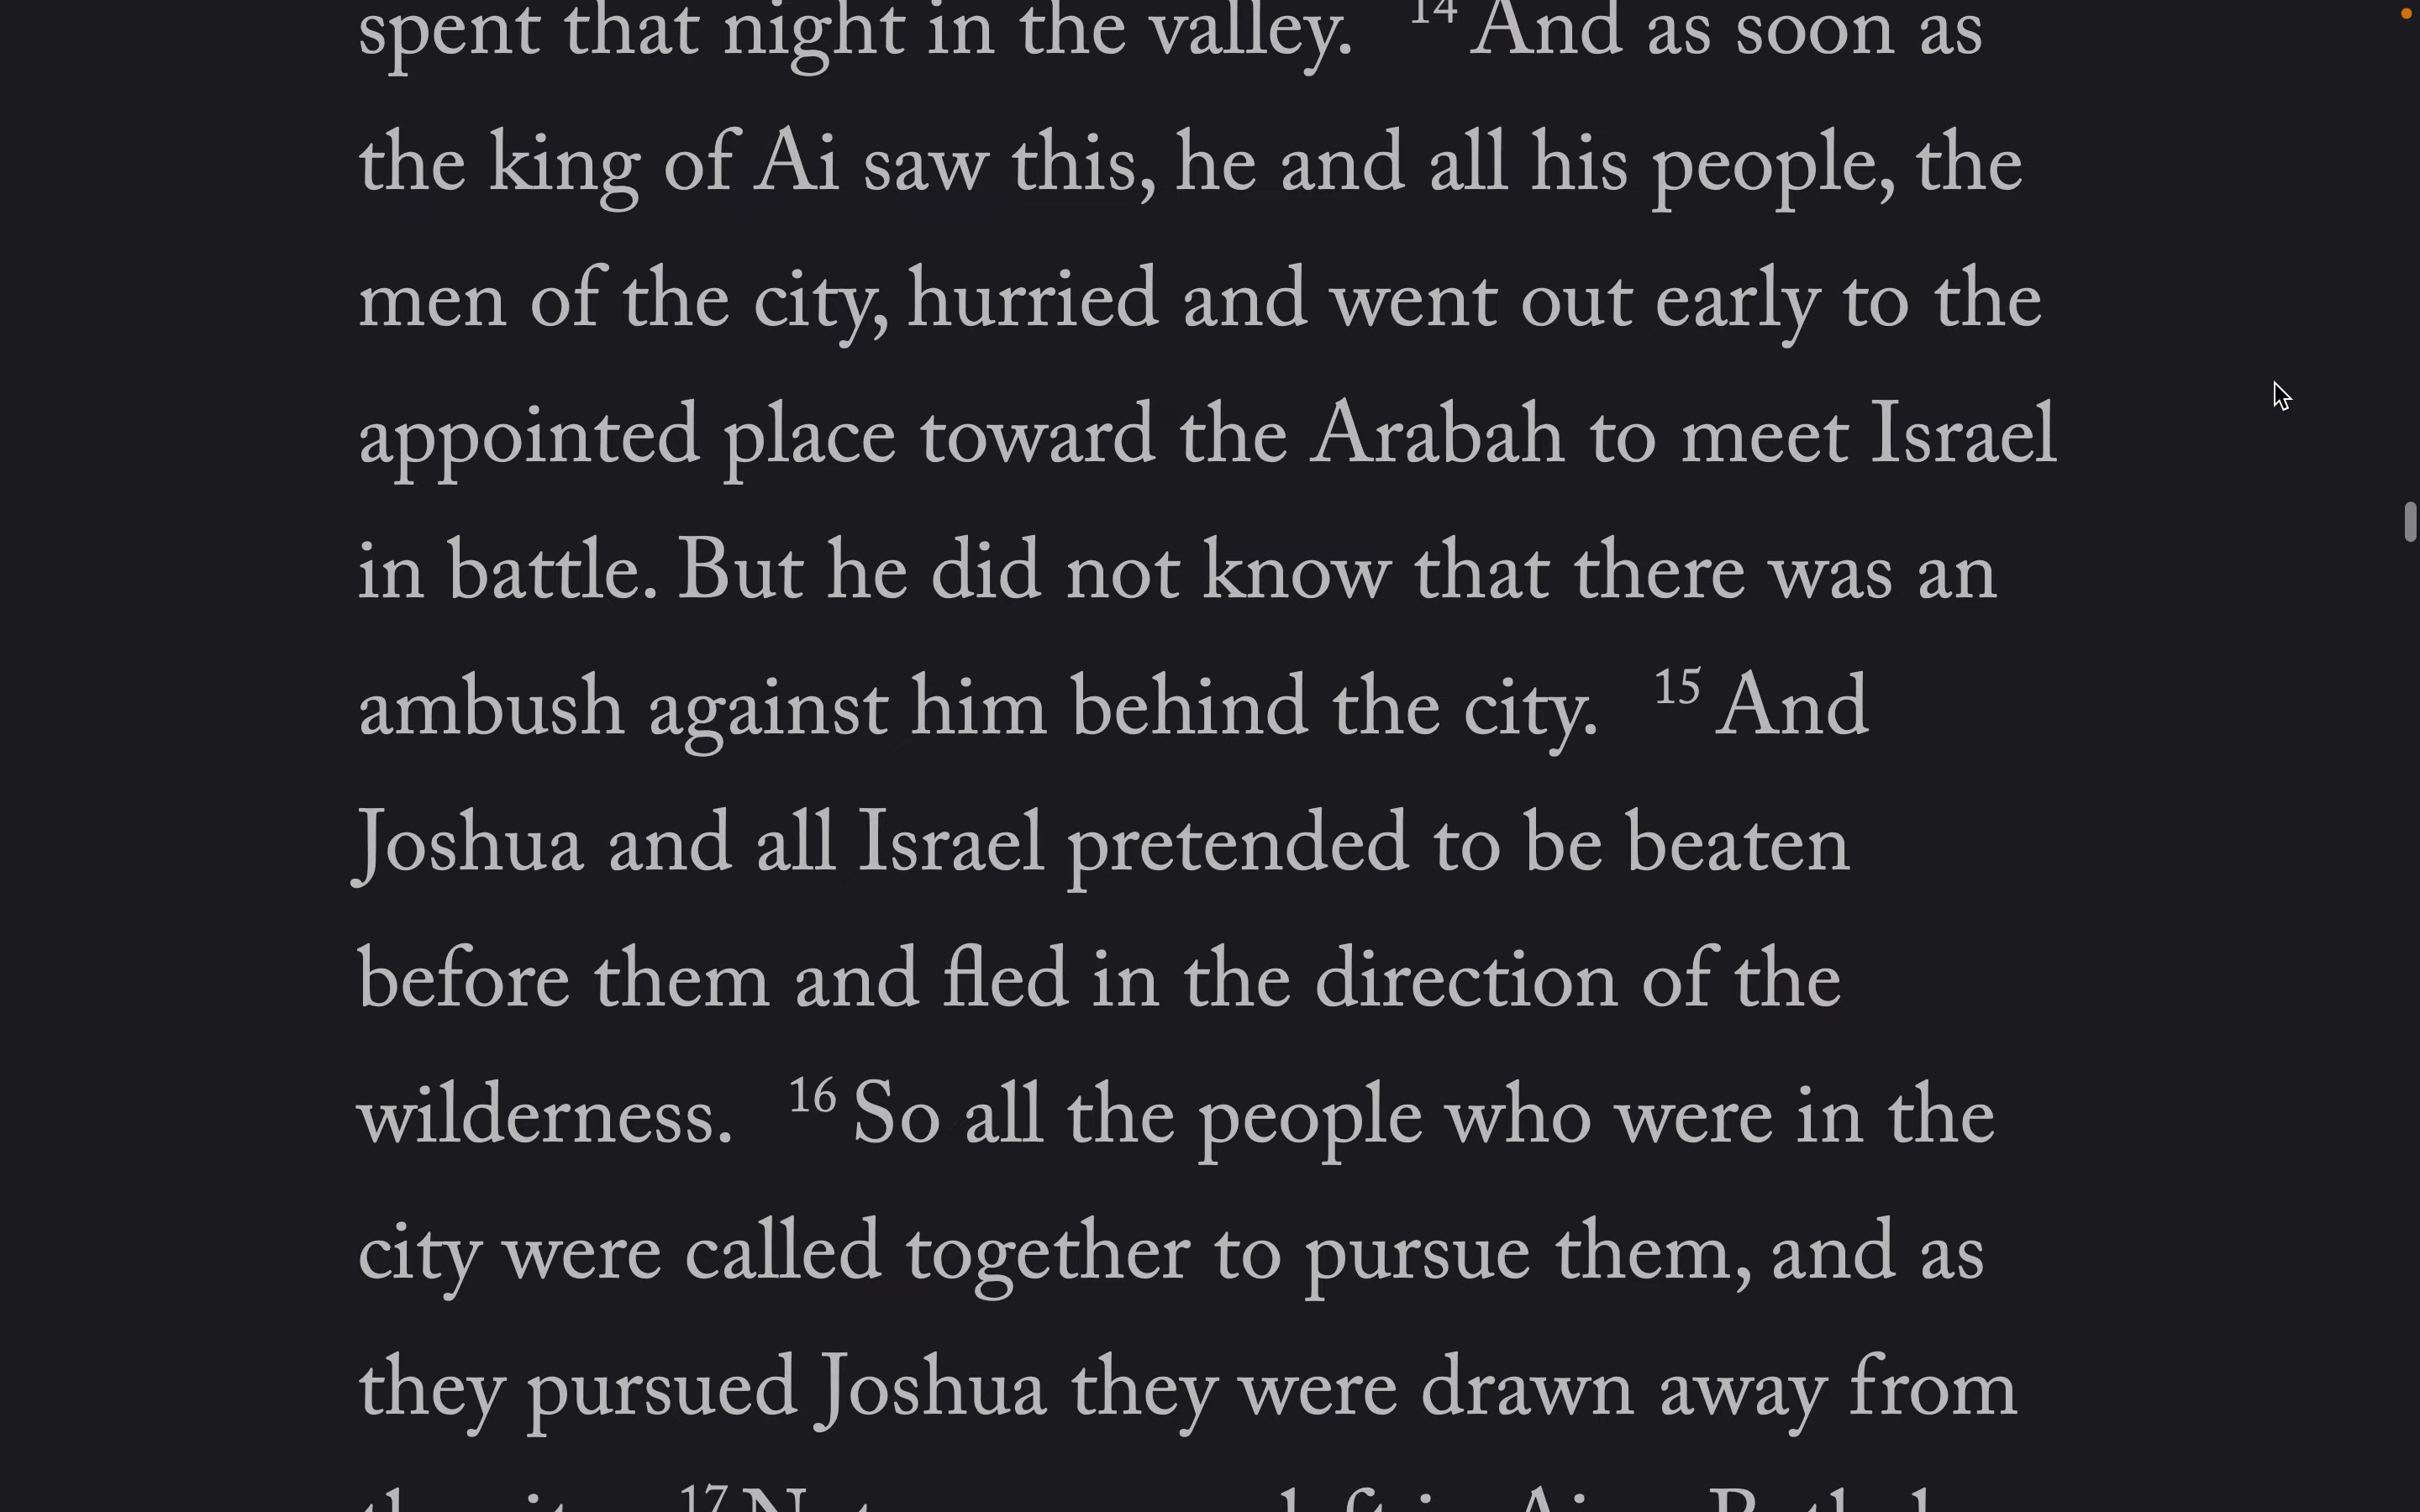 spent that night in the valley. 14 And as soon as
the king of Ai saw this, he and all his people, the
men of the city, hurried and went out early to the
appointed place toward the Arabah to meet Israel
in battle. But he did not know that there was an
ambush against him behind the city. 15 And
Joshua and all Israel pretended to be beaten
before them and fled in the direction of the
wilderness. 16 So all the people who were in the
city were called together to pursue them, and as
they pursued Joshua they were drawn away from
17